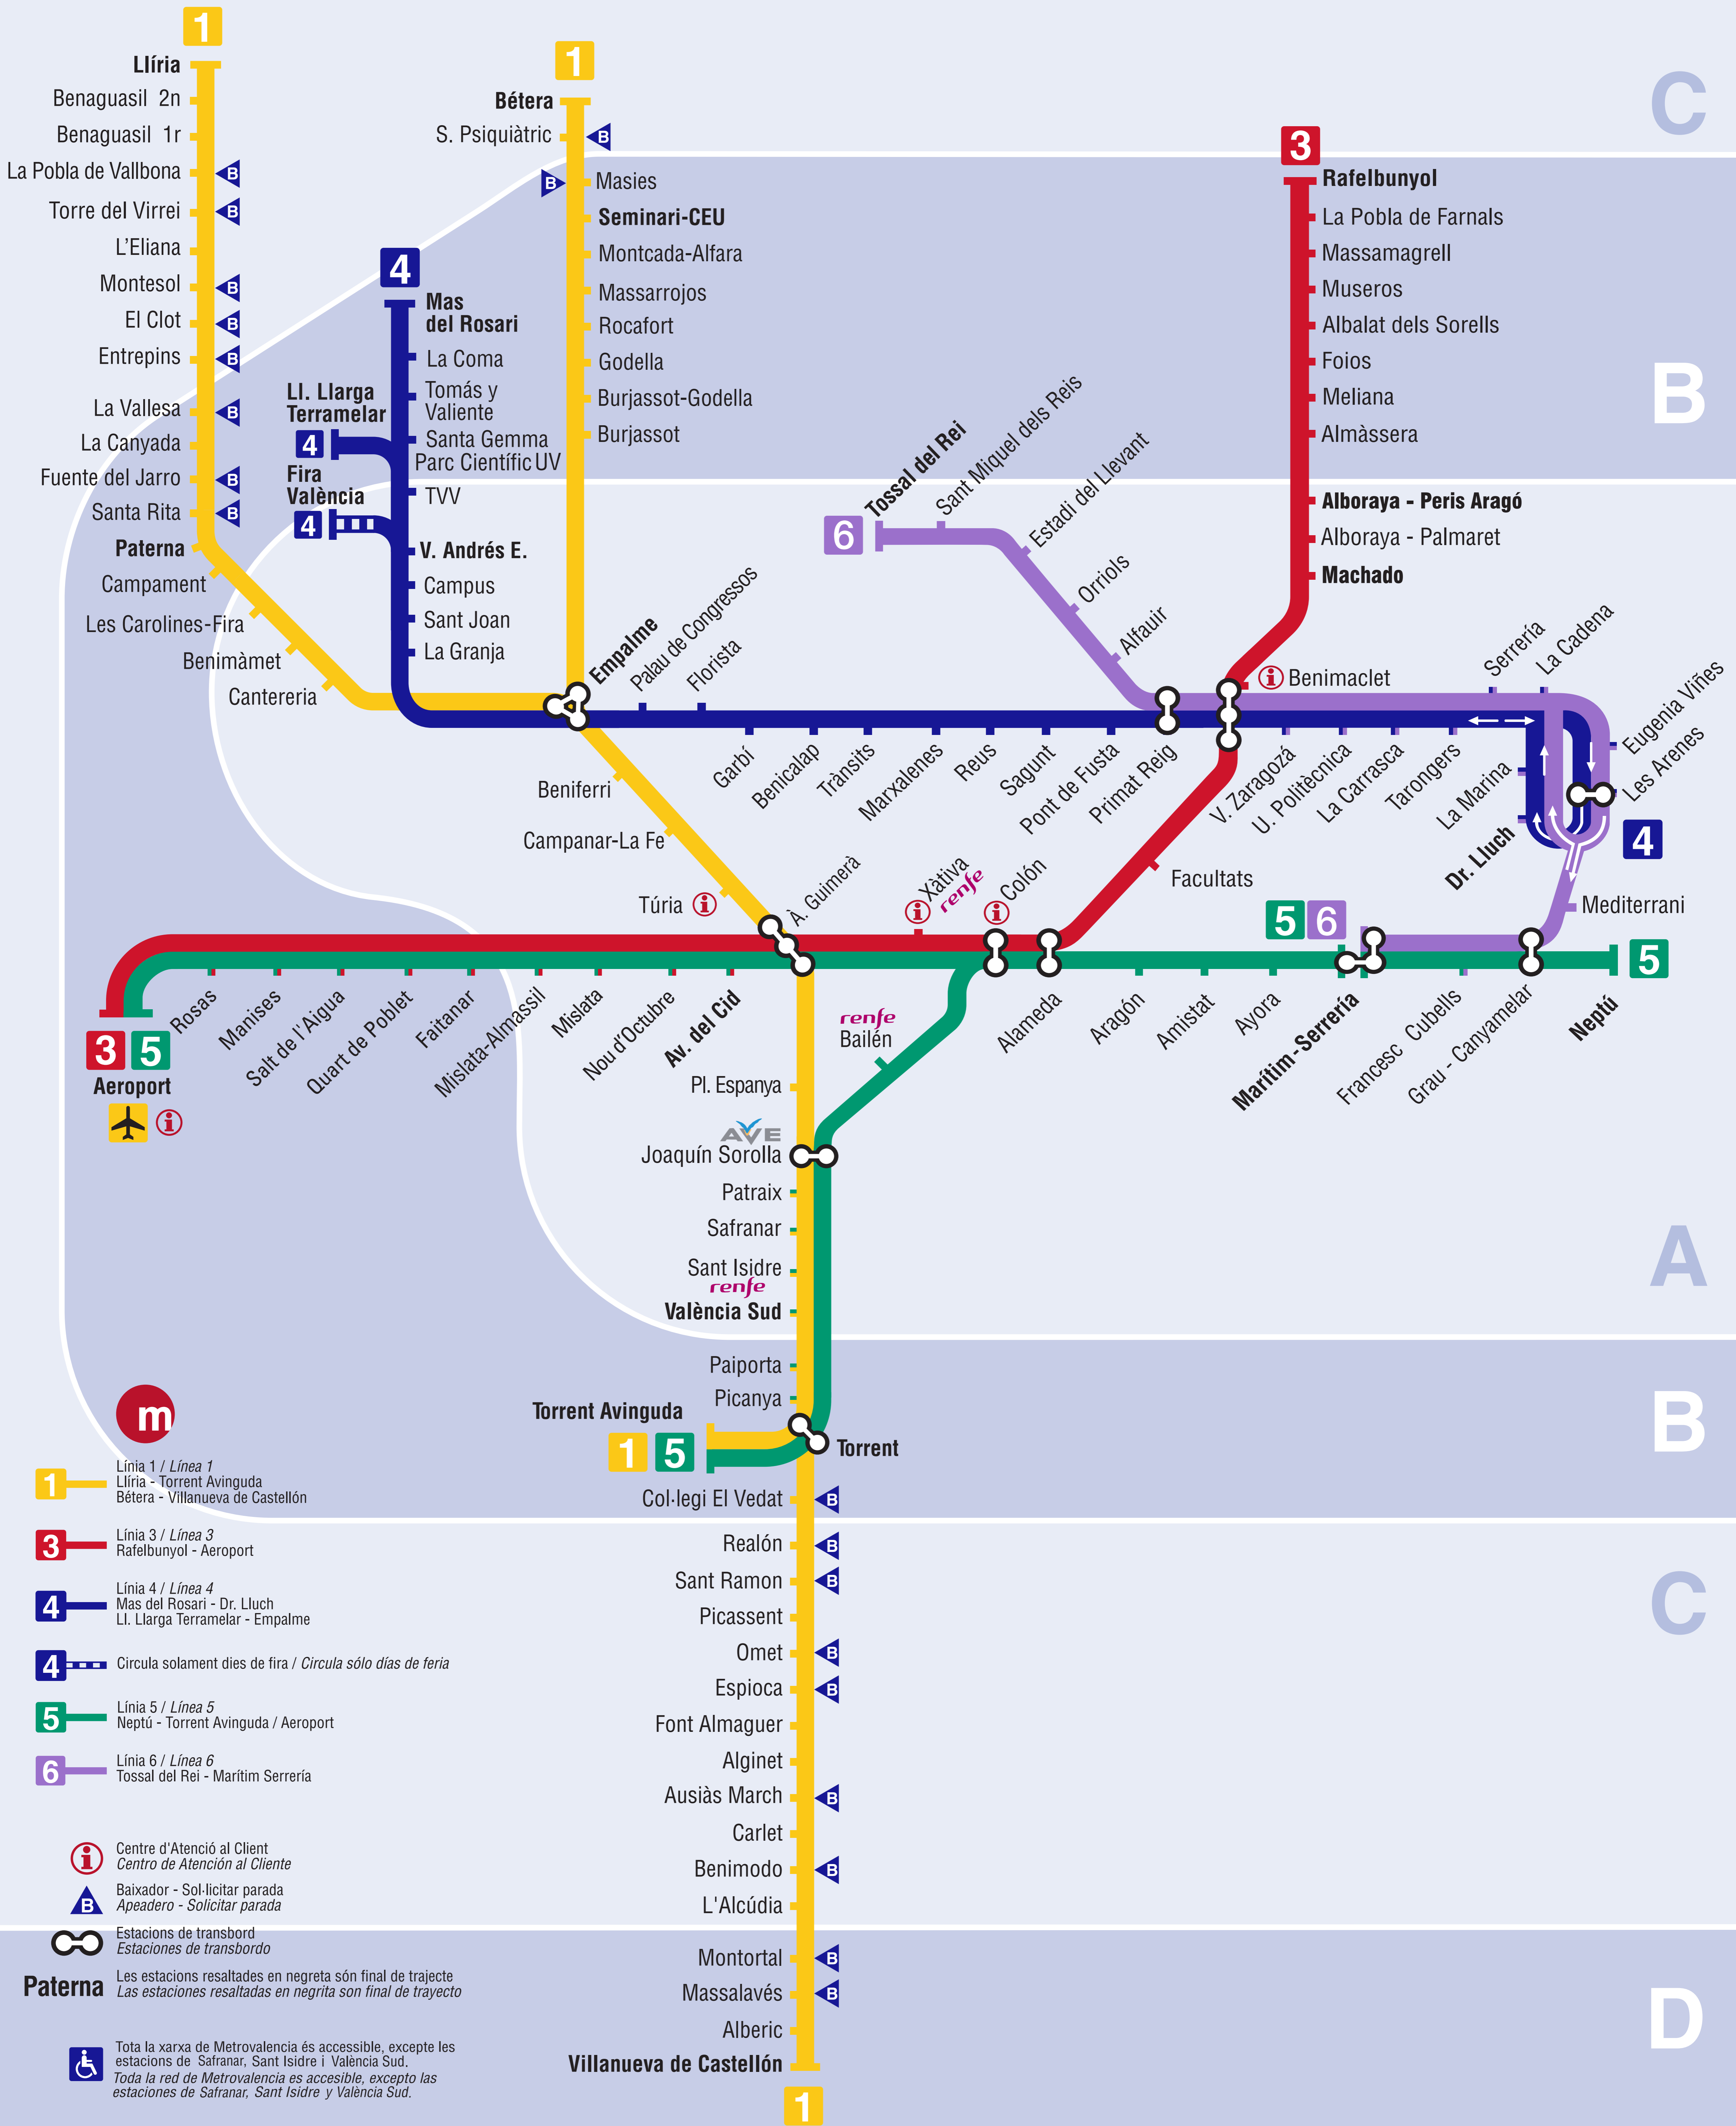 1
Llíria
Benaguasil 2n
Benaguasil 1r
La Pobla de Vallbona
B
Torre del Virrei
B
L'Eliana
Montesol
B
El Clot
B
Entrepins
B
La Vallesa
B
La Canyada
Fuente del Jarro
B
Santa Rita
B
Paterna
Campament
Les Carolines-Fira
Benimàmet
Cantereria
4
Mas
del Rosari
La Coma
Tomás y
Valiente
Santa Gemma
Parc Científic UV
TVV
Ll. Llarga
Terramelar
4
Fira
València
4
V. Andrés E.
Campus
Sant Joan
La Granja
1
Bétera
S. Psiquiàtric
B
B
Masies
Seminari-CEU
Montcada-Alfara
Massarrojos
Rocafort
Godella
Burjassot-Godella
Burjassot
Empalme
Palau de Congressos
Florista
Garbí
Benicalap
Trànsits
Marxalenes
Reus
Sagunt
Pont de Fusta
Primat Reig
V. Zaragozá
U. Politècnica
La Carrasca
Tarongers
La Marina
Dr. Lluch
Serrería
La Cadena
Eugenia Viñes
Les Arenes
4
Mediterrani
6
Tossal del Rei
Sant Miquel dels Reis
Estadi del Llevant
Orriols
Alfauir
3
Rafelbunyol
La Pobla de Farnals
Massamagrell
Museros
Albalat dels Sorells
Foios
Meliana
Almàssera
Alboraya - Peris Aragó
Alboraya - Palmaret
Machado
Benimaclet
Facultats
C
B
A
B
C
D
Beniferri
Campanar-La Fe
Túria
À. Guimerà
Xàtiva
renfe
Colón
5 6
5
3 5
Aeroport
Rosas
Manises
Salt de l'Aigua
Quart de Poblet
Faitanar
Mislata-Almassil
Mislata
Nou d'Octubre
Av. del Cid
renfe
Bailén
Alameda
Aragón
Amistat
Ayora
Marítim-Serrería
Francesc Cubells
Grau - Canyamelar
Neptú
Pl. Espanya
AVE
Joaquín Sorolla
Patraix
Safranar
Sant Isidre
renfe
València Sud
Paiporta
Picanya
Torrent Avinguda
1 5
Torrent
Col·legi El Vedat
B
Realón
B
Sant Ramon
B
Picassent
Omet
B
Espioca
B
Font Almaguer
Alginet
Ausiàs March
B
Carlet
Benimodo
B
L'Alcúdia
Montortal
B
Massalavés
B
Alberic
Villanueva de Castellón
1
m
1
Línia 1 / Línea 1
Llíria - Torrent Avinguda
Bétera - Villanueva de Castellón
3
Línia 3 / Línea 3
Rafelbunyol - Aeroport
4
Línia 4 / Línea 4
Mas del Rosari - Dr. Lluch
Ll. Llarga Terramelar - Empalme
4
Circula solament dies de fira / Circula sólo días de feria
5
Línia 5 / Línea 5
Neptú - Torrent Avinguda / Aeroport
6
Línia 6 / Línea 6
Tossal del Rei - Marítim Serrería
Centre d'Atenció al Client
Centro de Atención al Cliente
B
Baixador - Sol·licitar parada
Apeadero - Solicitar parada
Estacions de transbord
Estaciones de transbordo
Paterna
Les estacions resaltades en negreta són final de trajecte
Las estaciones resaltadas en negrita son final de trayecto
Tota la xarxa de Metrovalencia és accessible, excepte les
estacions de Safranar, Sant Isidre i València Sud.
Toda la red de Metrovalencia es accesible, excepto las
estaciones de Safranar, Sant Isidre y València Sud.